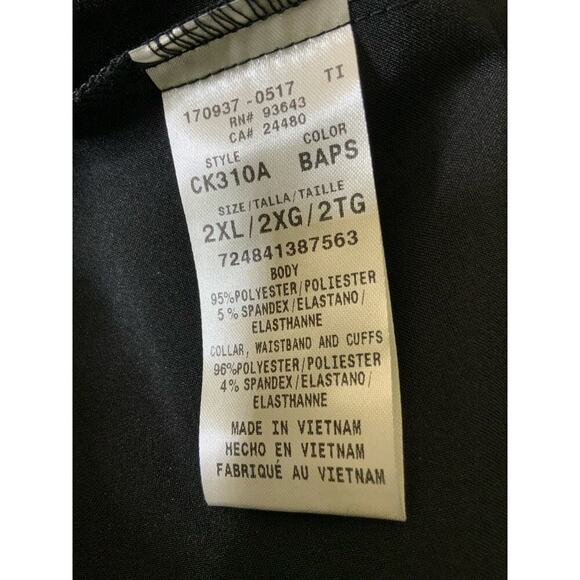 170937 -0517 TI
RN# 93643
CA# 24480
STYLE COLOR
CK310A BAPS
SIZE/TALLA/TAILLE
2XL/2XG/2TG
724841387563
BODY
95%POLYESTER/POLIESTER
5% SPANDEX/ELASTANO/
ELASTHANNE
COLLAR, WAISTBAND AND CUFFS
96%POLYESTER/POLIESTER
4% SPANDEX/ELASTANO/
ELASTHANNE
MADE IN VIETNAM
HECHO EN VIETNAM
FABRIQUÉ AU VIETNAM